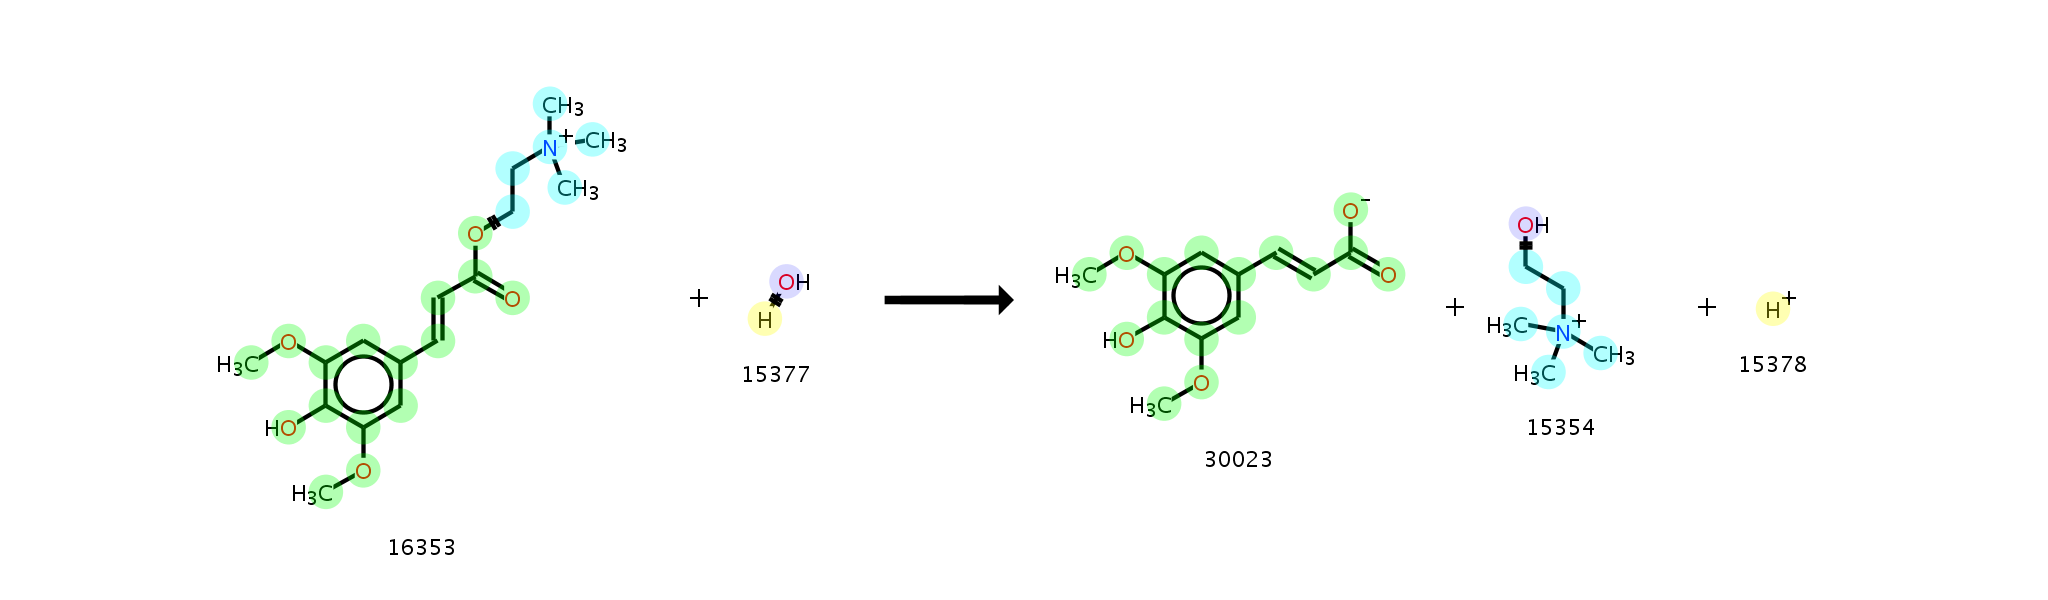 CH3
N+
CH3
CH3
O
O
O
H3C
HO
O
H3C
16353
+
OH
H
15377
O-
O
O
H3C
HO
O
H3C
30023
+
OH
H3C
N+
CH3
H3C
15354
+
H+
15378